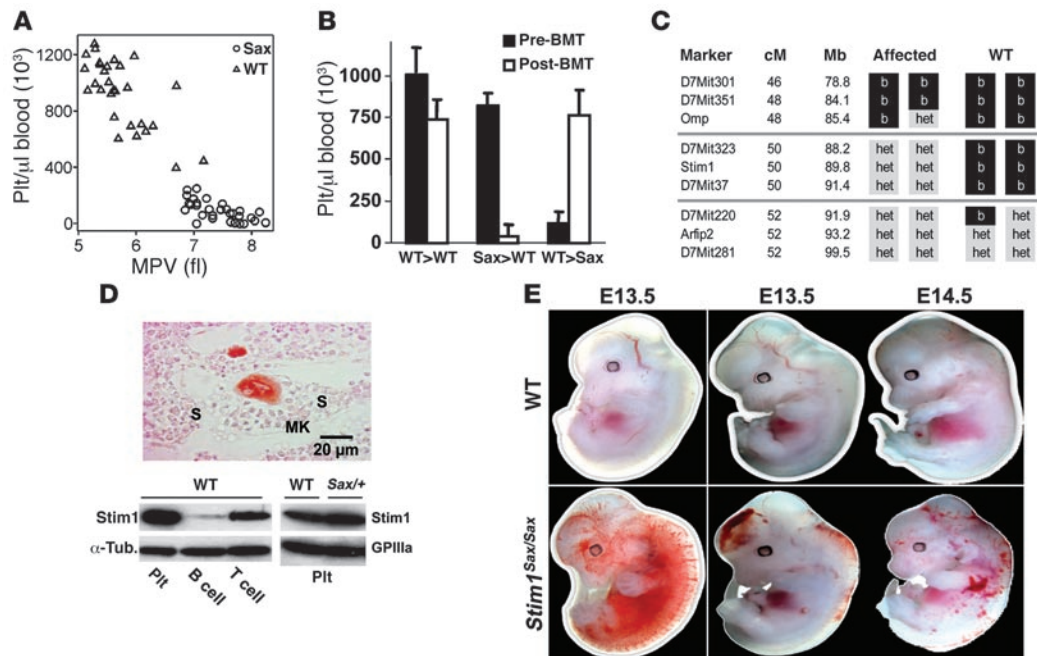 A
Plt/µl blood (10³)
1200
800
400
0
5 6 7 8
MPV (fl)
Sax
WT
B
Pre-BMT
Post-BMT
Plt/µl blood (10³)
1000
750
500
250
0
WT>WT Sax>WT WT>Sax
C
Marker cM Mb Affected WT
D7Mit301 46 78.8 b b b b
D7Mit351 48 84.1 b b b b
Omp 48 85.4 b het b b
D7Mit323 50 88.2 het het b b
Stim1 50 89.8 het het b b
D7Mit37 50 91.4 het het b b
D7Mit220 52 91.9 het het b het
Arfip2 52 93.2 het het het het
D7Mit281 52 99.5 het het het het
D
S S
MK
20 µm
WT WT Sax/+
Stim1 Stim1
α-Tub. GPIIIa
Plt B cell T cell Plt
E
E13.5 E13.5 E14.5
WT
Stim1Sax/Sax